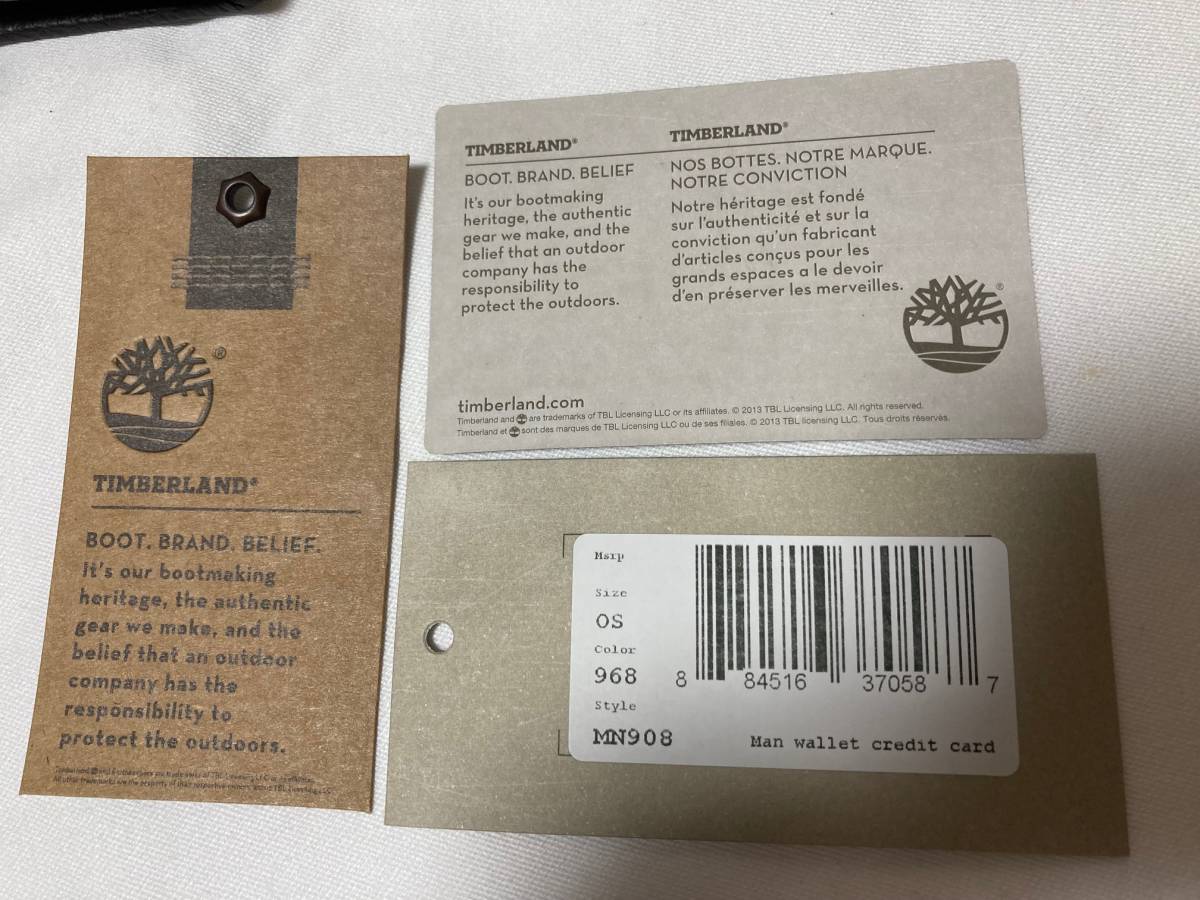 ®
TIMBERLAND®
BOOT. BRAND. BELIEF.
It's our bootmaking
heritage, the authentic
gear we make, and the
belief that an outdoor
company has the
responsibility to
protect the outdoors.
TIMBERLAND®
BOOT. BRAND. BELIEF
It's our bootmaking
heritage, the authentic
gear we make, and the
belief that an outdoor
company has the
responsibility to
protect the outdoors.
TIMBERLAND®
NOS BOTTES. NOTRE MARQUE.
NOTRE CONVICTION
Notre héritage est fondé
sur l'authenticité et sur la
conviction qu'un fabricant
d'articles conçus pour les
grands espaces a le devoir
d'en préserver les merveilles.
®
timberland.com
Timberland and are trademarks of TBL Licensing LLC or its affiliates. © 2013 TBL Licensing LLC. All rights reserved.
Timberland et sont des marques de TBL Licensing LLC ou de ses filiales. © 2013 TBL licensing LLC. Tous droits réservés.
Msrp
Size
OS
Color
968
Style
MN908
8 84516 37058 7
Man wallet credit card